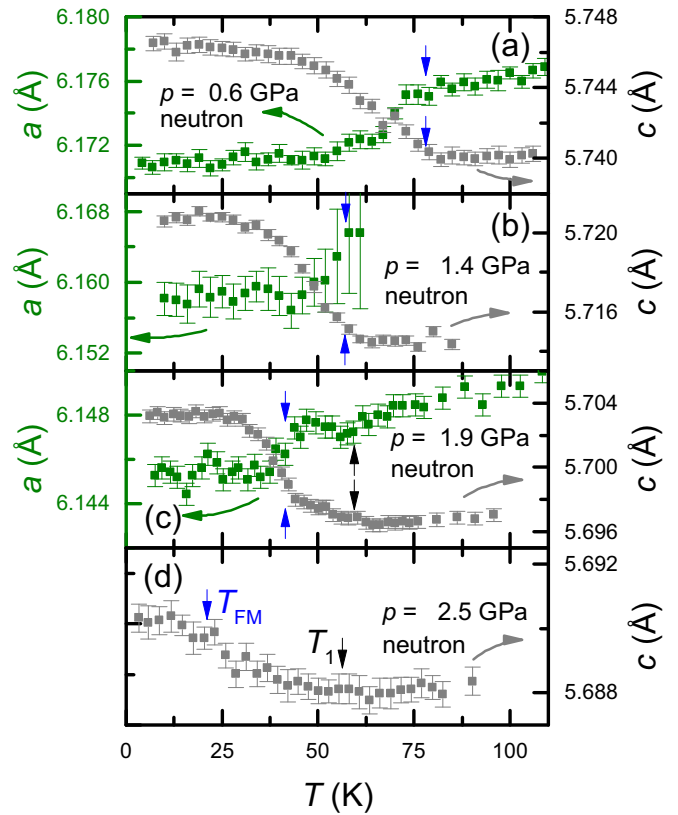 6.180
5.748
(a)
6.176
5.744
a (Å)
c (Å)
p = 0.6 GPa
neutron
6.172
5.740
6.168
(b)
5.720
a (Å)
c (Å)
6.160
p = 1.4 GPa
neutron
5.716
6.152
6.148
5.704
a (Å)
c (Å)
p = 1.9 GPa
neutron
5.700
6.144
(c)
5.696
(d)
5.692
T_FM
p = 2.5 GPa
neutron
c (Å)
T_1
5.688
0 25 50 75 100
T (K)